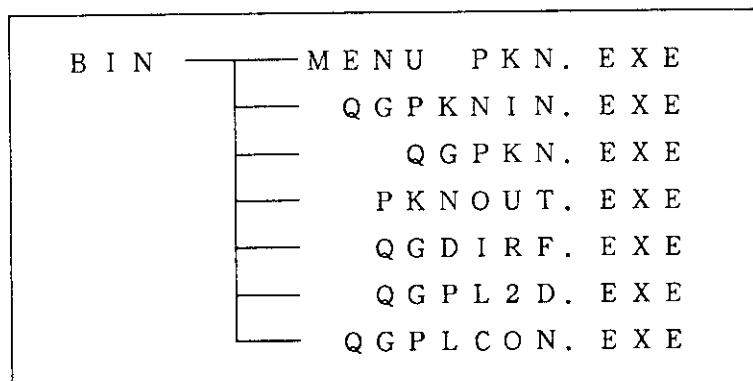 BIN MENU PKN. EXE
QGPKNIN. EXE
QGPKN. EXE
PKNOUT. EXE
QGDIRF. EXE
QGPL2D. EXE
QGPLCON. EXE